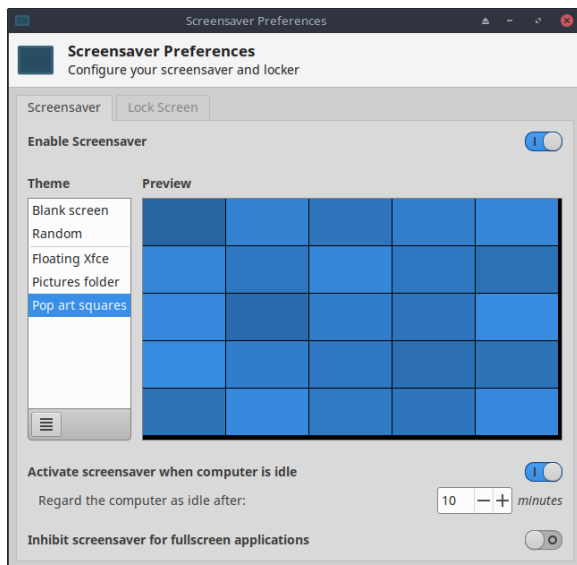 Screensaver Preferences
Screensaver Preferences
Configure your screensaver and locker
Screensaver Lock Screen
Enable Screensaver
Theme Preview
Blank screen
Random
Floating Xfce
Pictures folder
Pop art squares
Activate screensaver when computer is idle
Regard the computer as idle after: 10 minutes
Inhibit screensaver for fullscreen applications